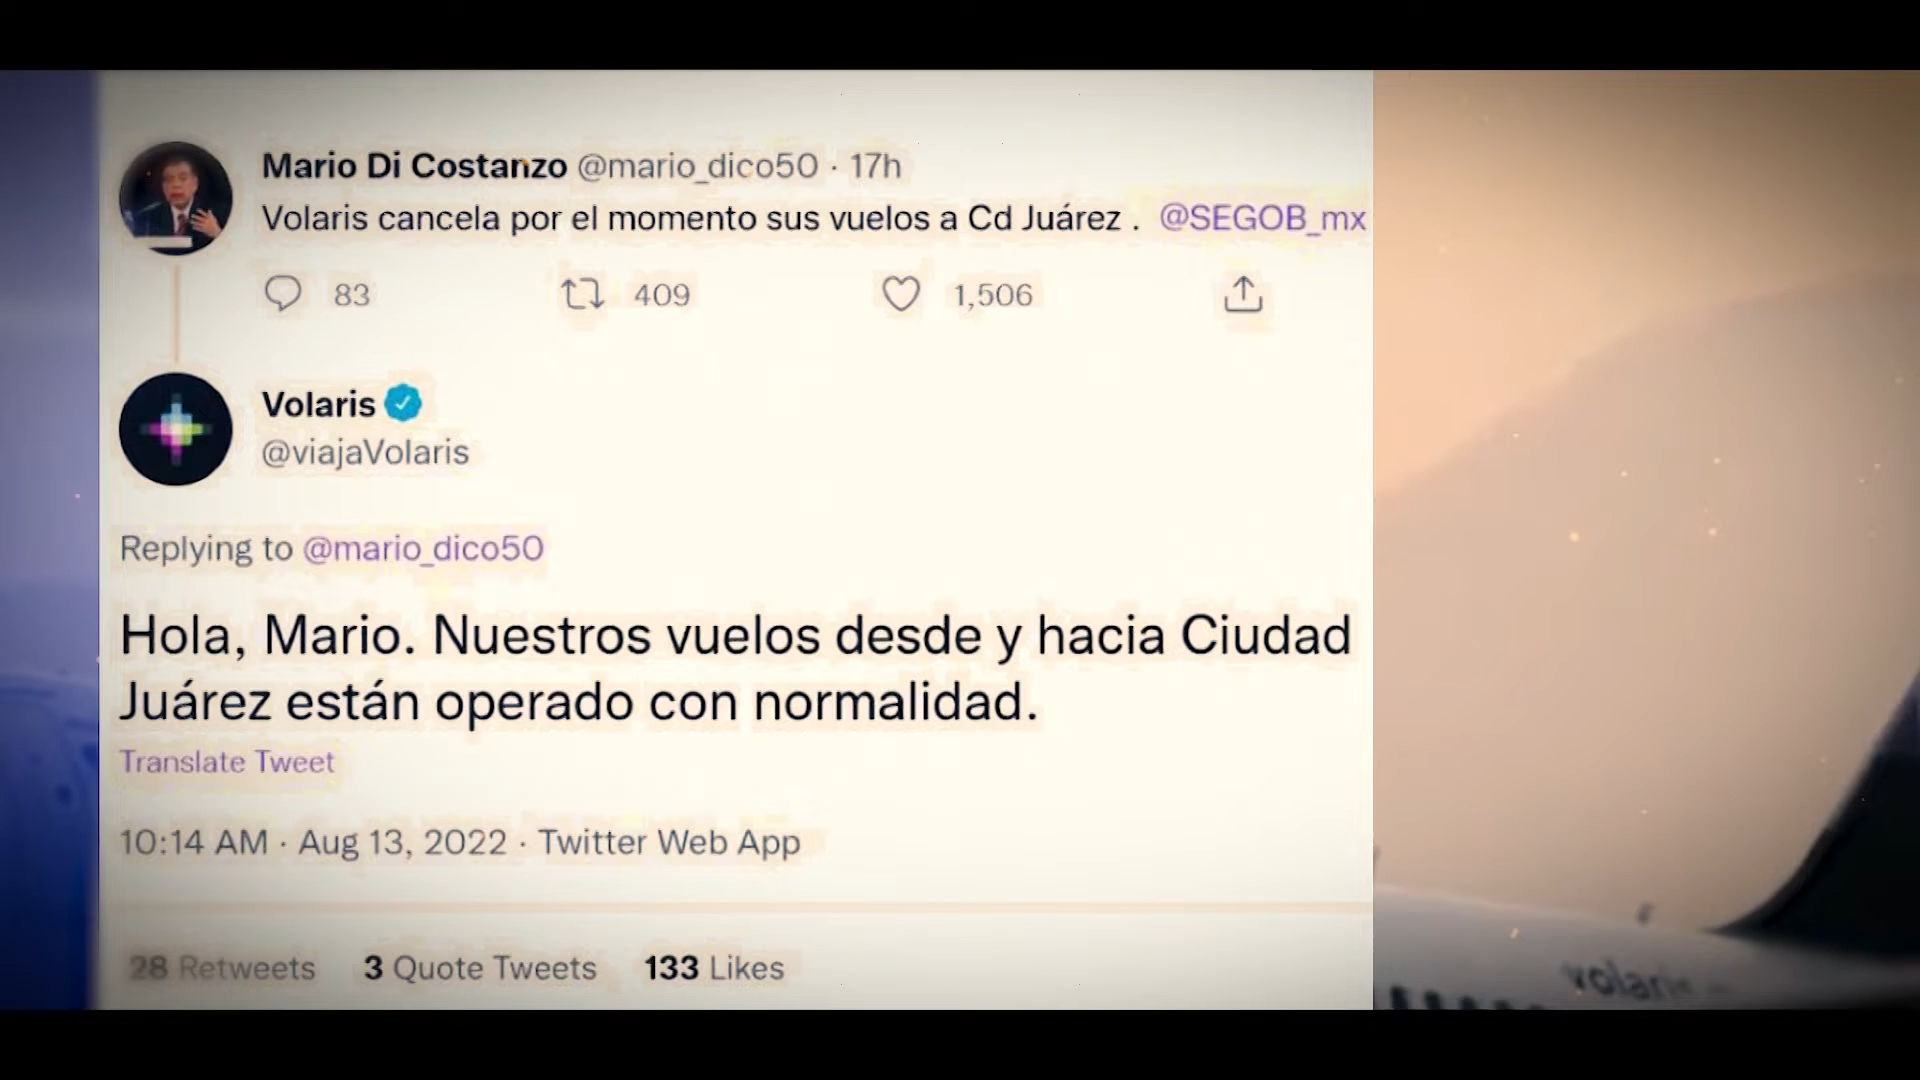 Mario Di Costanzo @mario_dico50 · 17h
Volaris cancela por el momento sus vuelos a Cd Juárez . @SEGOB_mx
83 409 1,506
Volaris
@viajaVolaris
Replying to @mario_dico50
Hola, Mario. Nuestros vuelos desde y hacia Ciudad
Juárez están operado con normalidad.
Translate Tweet
10:14 AM · Aug 13, 2022 · Twitter Web App
28 Retweets 3 Quote Tweets 133 Likes
volaris